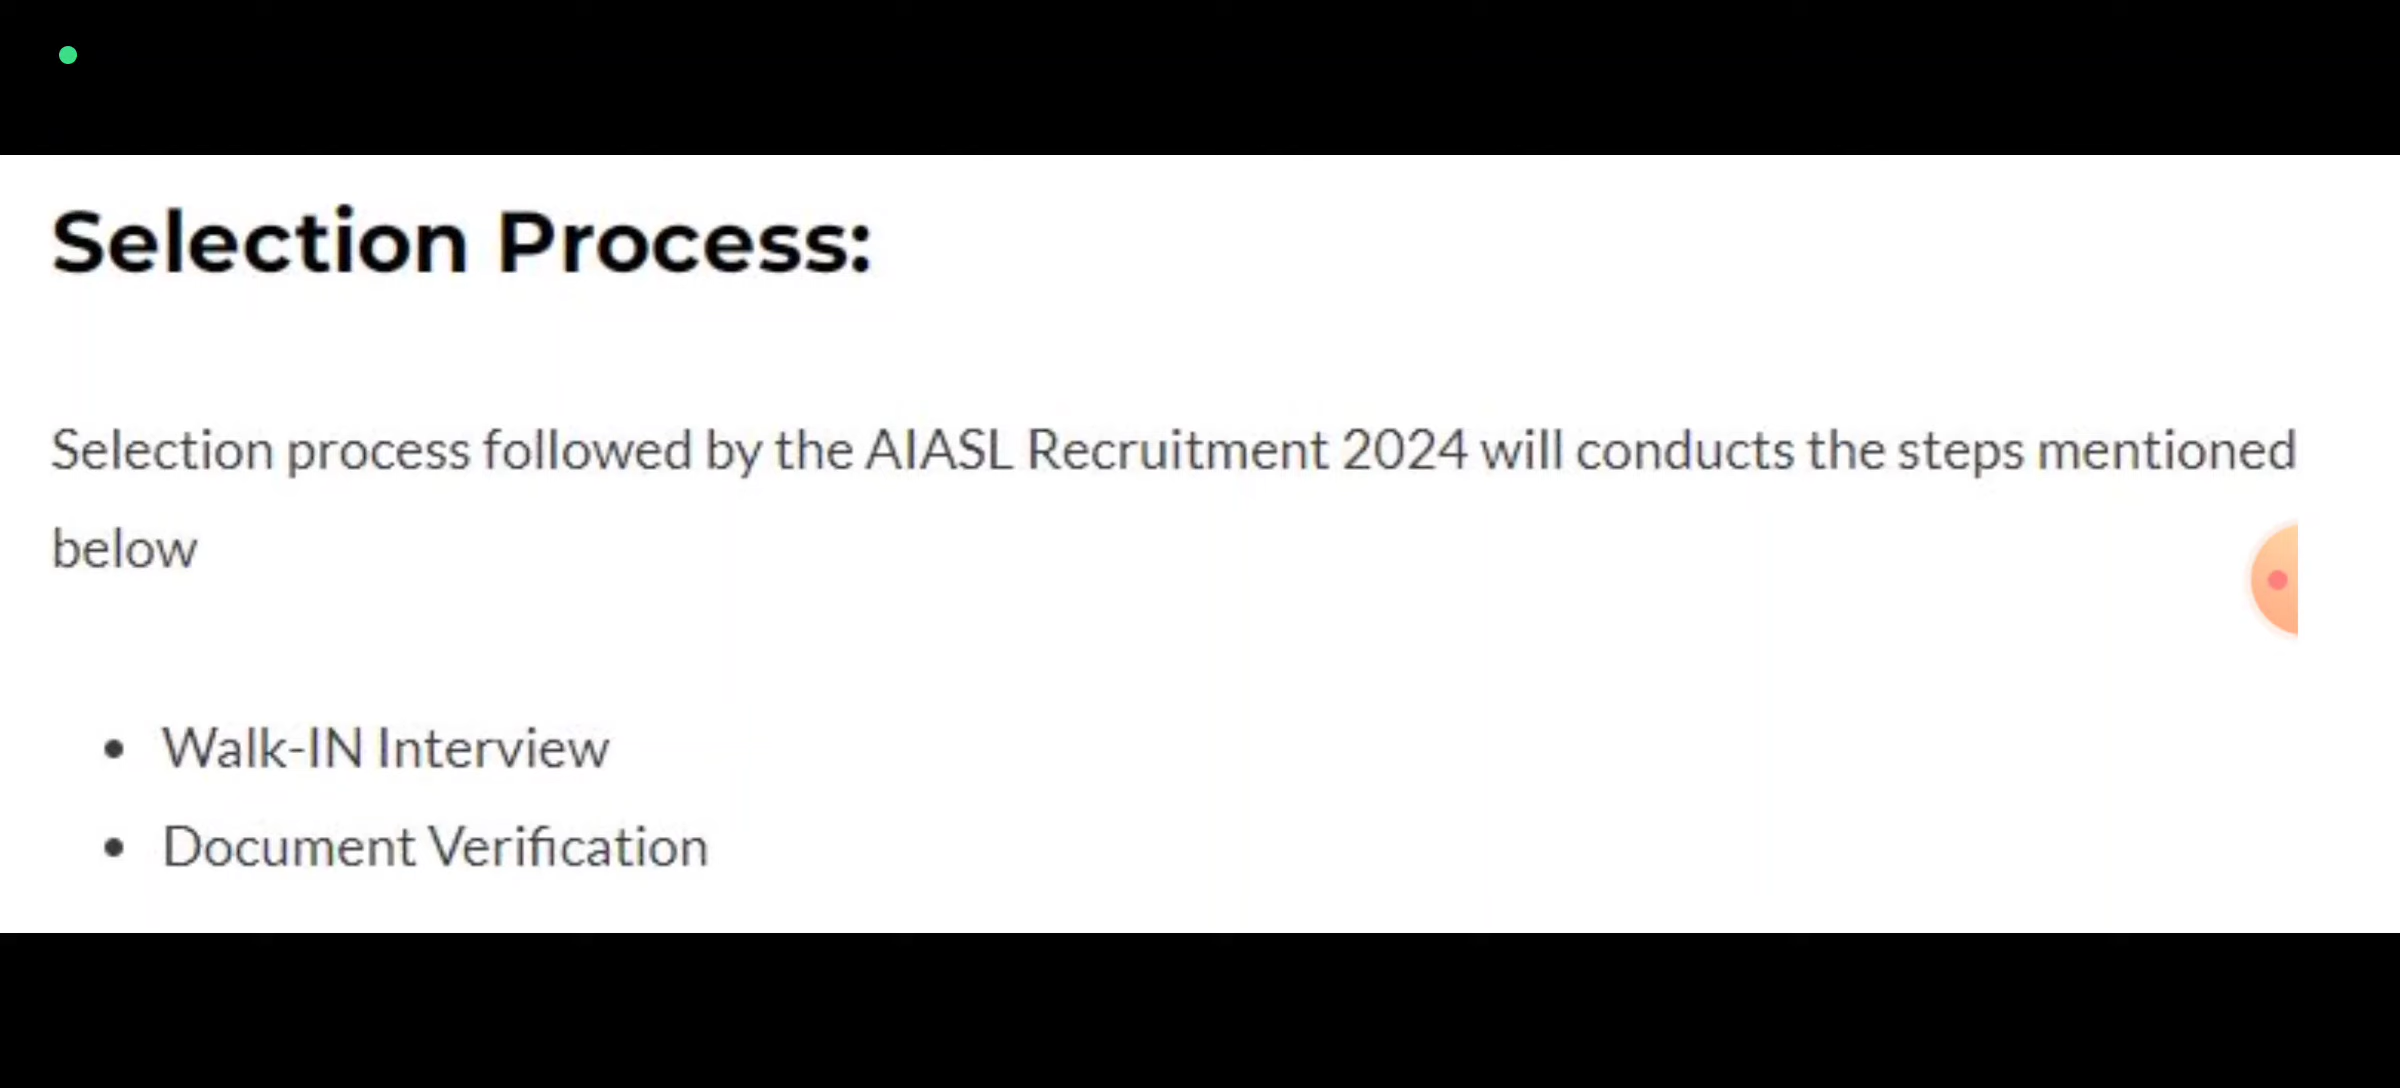 Selection Process:
Selection process followed by the AIASL Recruitment 2024 will conducts the steps mentioned
below
• Walk-IN Interview
• Document Verification